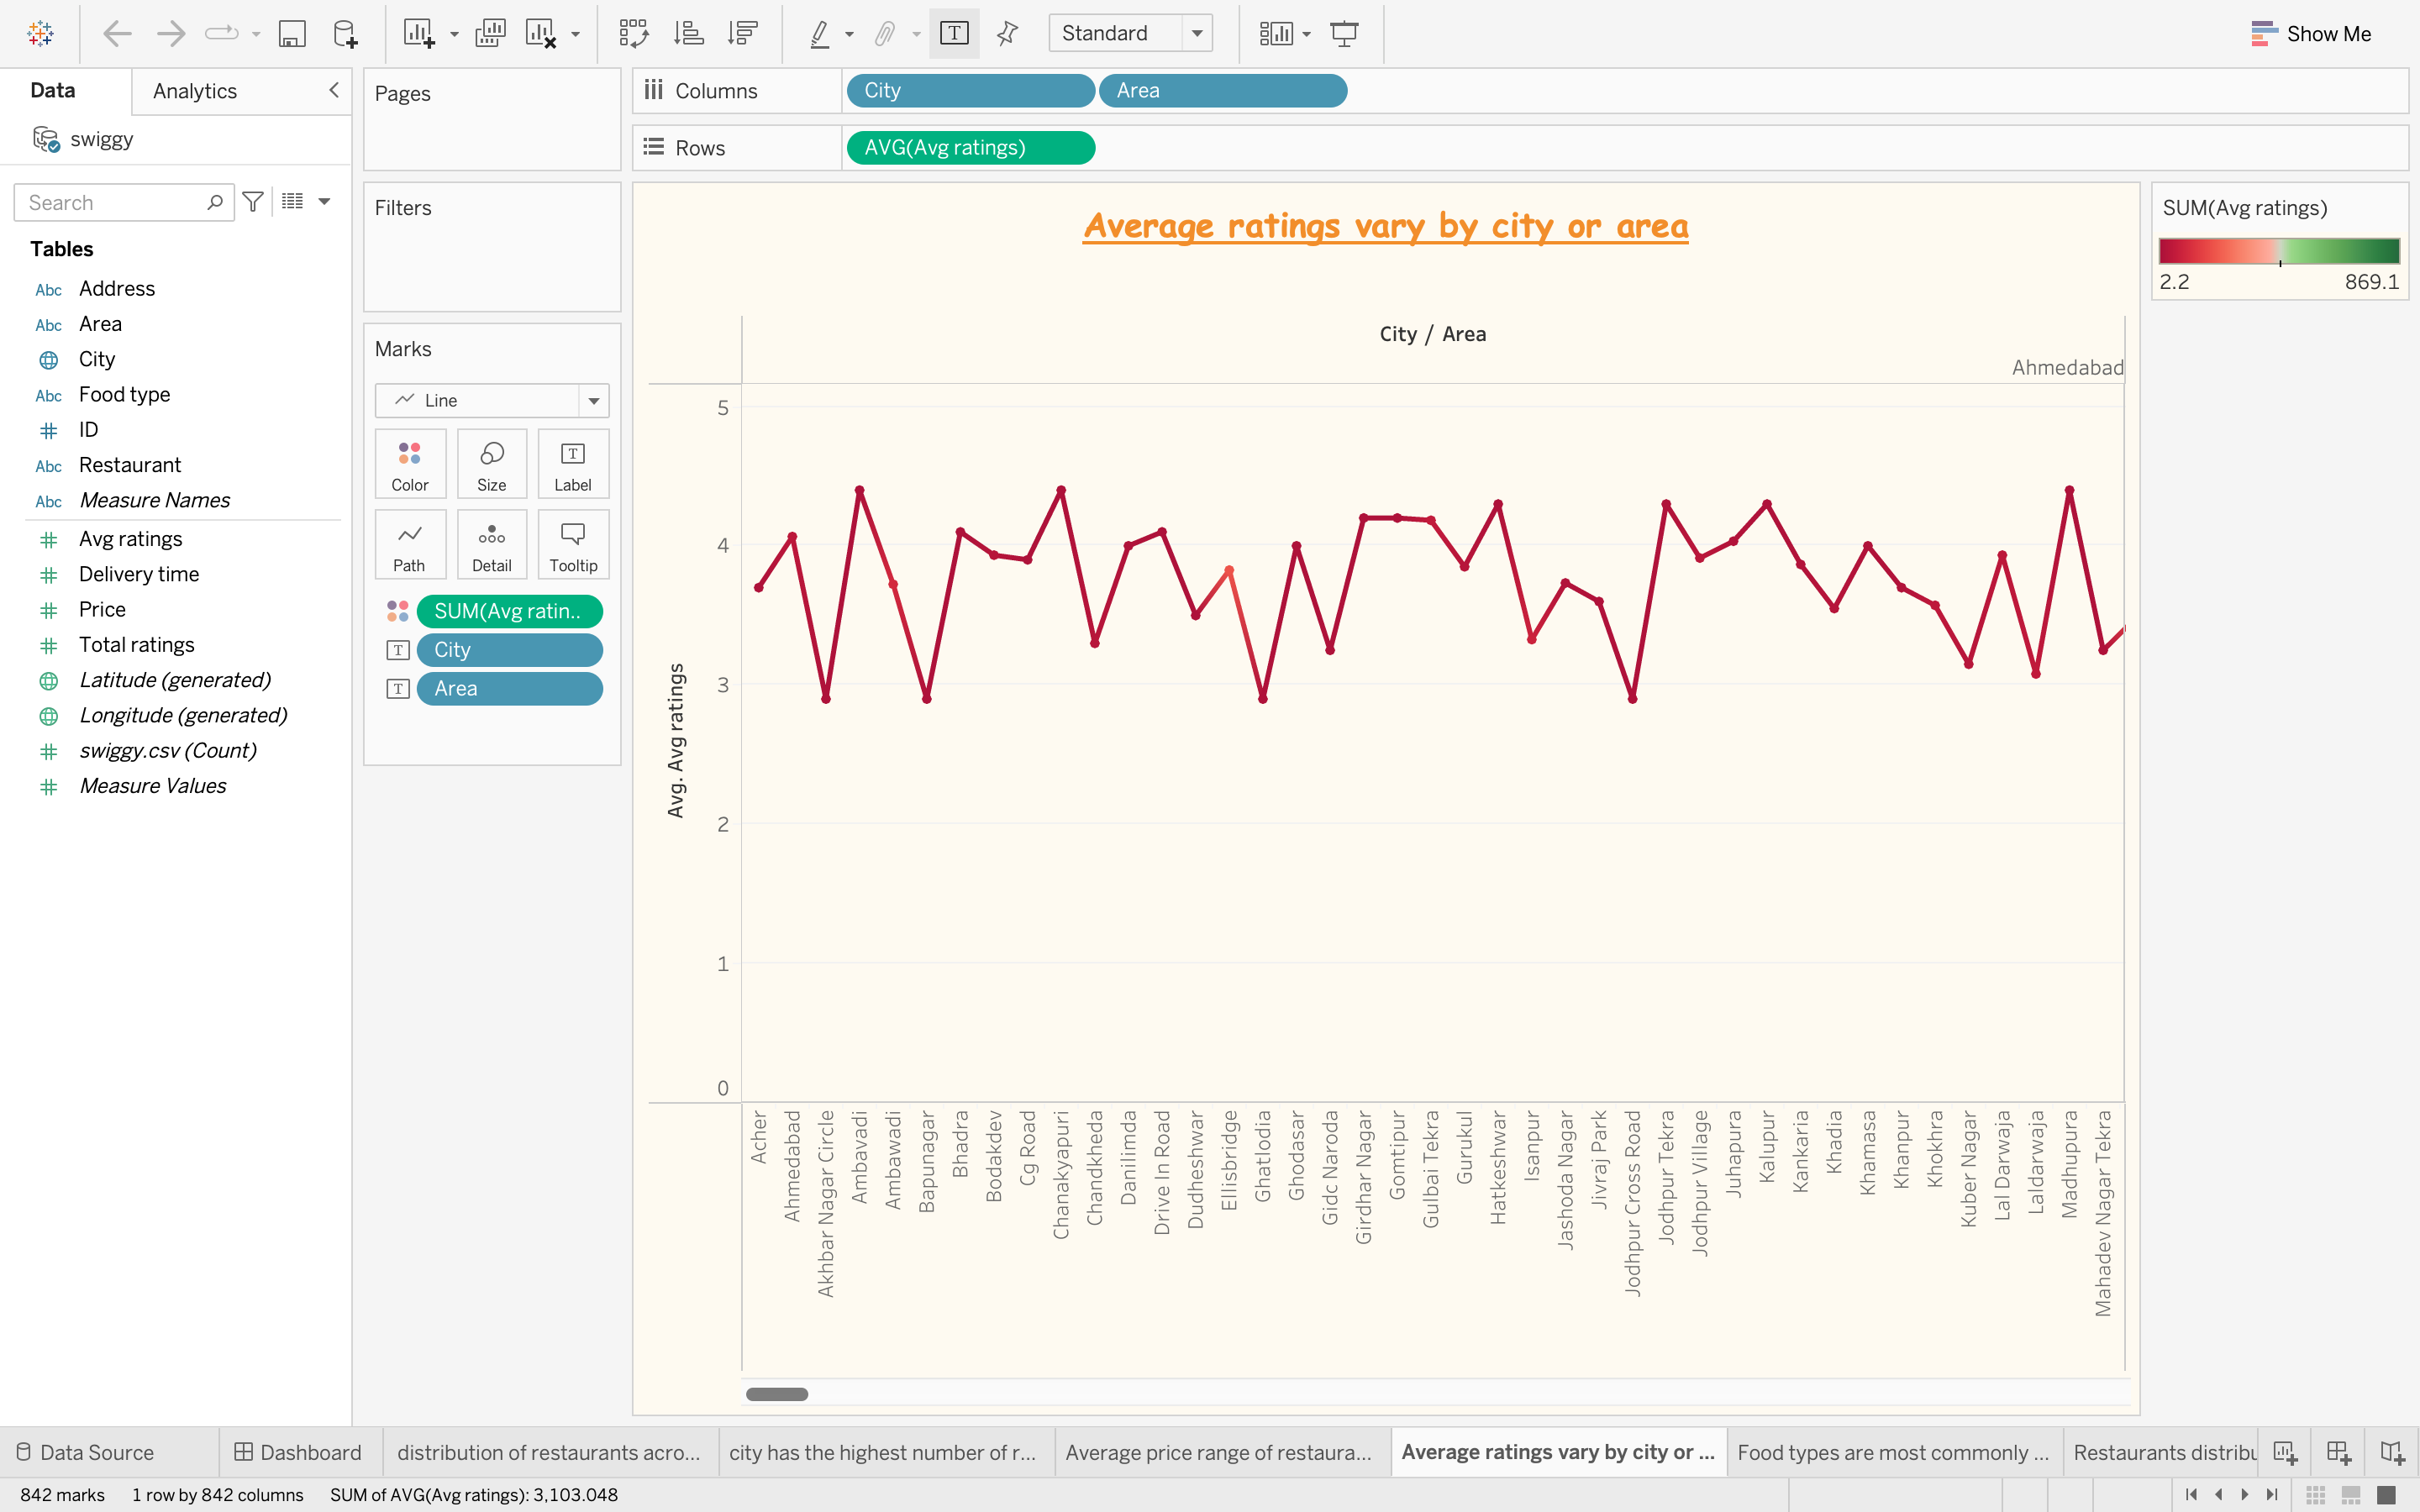 Standard
Show Me
Data
Analytics
swiggy
Search
Tables
Abc Address
Abc Area
City
Abc Food type
ID
Abc Restaurant
Abc Measure Names
Avg ratings
Delivery time
Price
Total ratings
Latitude (generated)
Longitude (generated)
swiggy.csv (Count)
Measure Values
Pages
Filters
Marks
Line
Color
Size
Label
Path
Detail
Tooltip
SUM(Avg ratin..
City
Area
Columns
City
Area
Rows
AVG(Avg ratings)
Average ratings vary by city or area
City / Area
Ahmedabad
Avg. Avg ratings
5
4
3
2
1
0
Acher
Ahmedabad
Akhbar Nagar Circle
Ambavadi
Ambawadi
Bapunagar
Bhadra
Bodakdev
Cg Road
Chanakyapuri
Chandkheda
Danilimda
Drive In Road
Dudheshwar
Ellisbridge
Ghatlodia
Ghodasar
Gidc Naroda
Girdhar Nagar
Gomtipur
Gulbai Tekra
Gurukul
Hatkeshwar
Isanpur
Jashoda Nagar
Jivraj Park
Jodhpur Cross Road
Jodhpur Tekra
Jodhpur Village
Juhapura
Kalupur
Kankaria
Khadia
Khamasa
Khanpur
Khokhra
Kuber Nagar
Lal Darwaja
Laldarwaja
Madhupura
Mahadev Nagar Tekra
SUM(Avg ratings)
2.2
869.1
Data Source
Dashboard
distribution of restaurants acro...
city has the highest number of r...
Average price range of restaura...
Average ratings vary by city or ...
Food types are most commonly ...
Restaurants distribu
842 marks
1 row by 842 columns
SUM of AVG(Avg ratings): 3,103.048